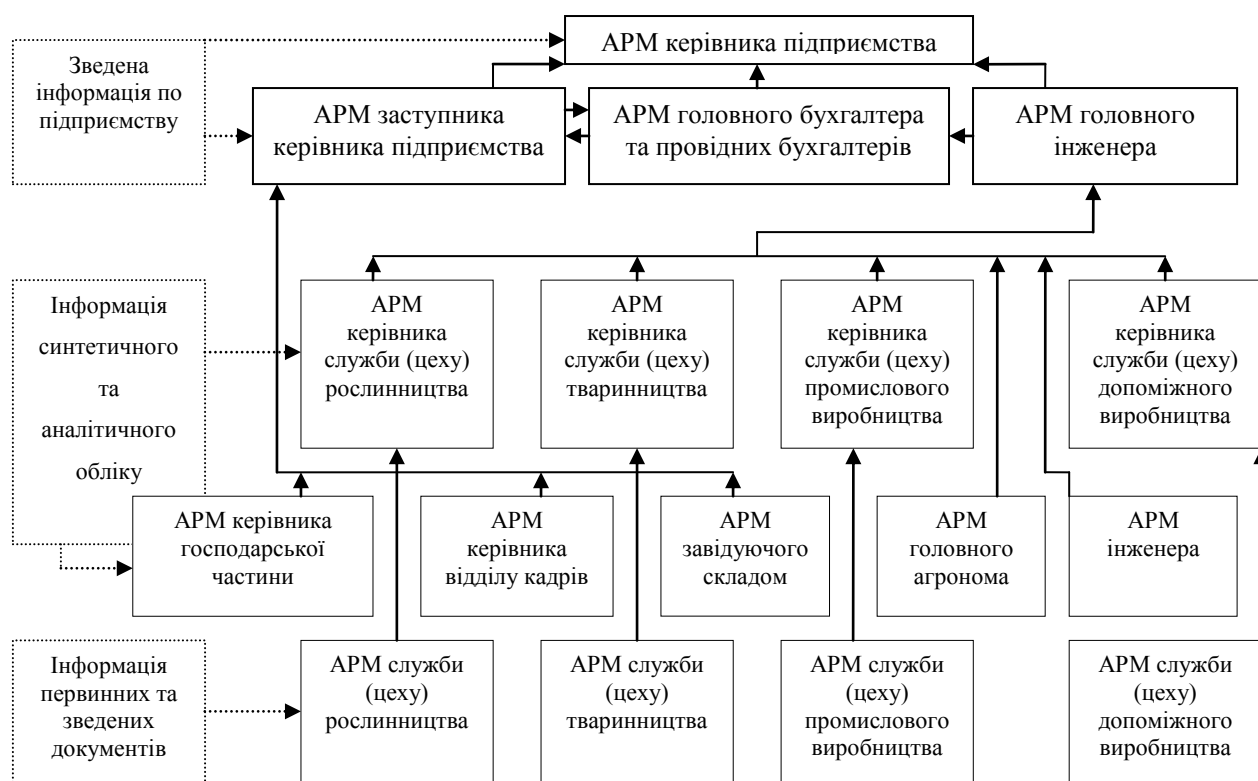 АРМ керівника підприємства
Зведена
інформація по
підприємству
АРМ заступника
керівника підприємства
АРМ головного бухгалтера
та провідних бухгалтерів
АРМ головного
інженера
Інформація
синтетичного
та
аналітичного
обліку
АРМ
керівника
служби (цеху)
рослинництва
АРМ
керівника
служби (цеху)
тваринництва
АРМ
керівника
служби (цеху)
промислового
виробництва
АРМ
керівника
служби (цеху)
допоміжного
виробництва
АРМ керівника
господарської
частини
АРМ
керівника
відділу кадрів
АРМ
завідуючого
складом
АРМ
головного
агронома
АРМ
інженера
Інформація
первинних та
зведених
документів
АРМ служби
(цеху)
рослинництва
АРМ служби
(цеху)
тваринництва
АРМ служби
(цеху)
промислового
виробництва
АРМ служби
(цеху)
допоміжного
виробництва